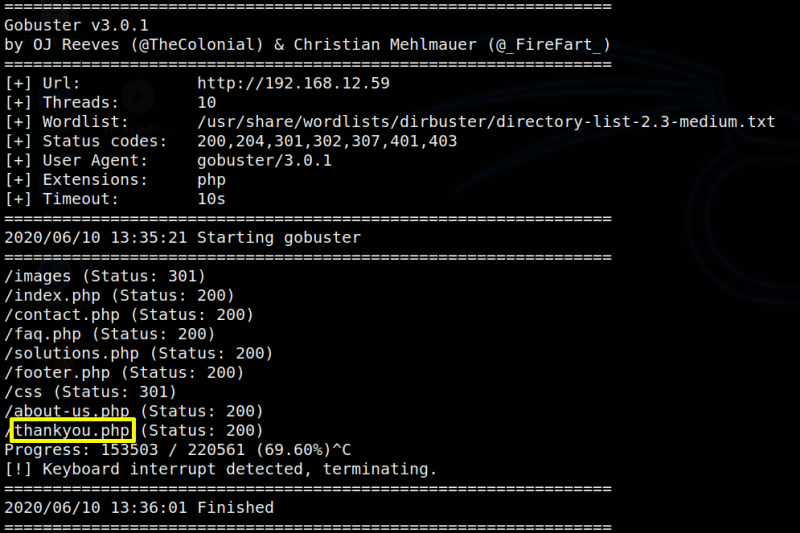 ===============================================================
Gobuster v3.0.1
by OJ Reeves (@TheColonial) & Christian Mehlmauer (@_FireFart_)
===============================================================
[+] Url:            http://192.168.12.59
[+] Threads:        10
[+] Wordlist:       /usr/share/wordlists/dirbuster/directory-list-2.3-medium.txt
[+] Status codes:   200,204,301,302,307,401,403
[+] User Agent:     gobuster/3.0.1
[+] Extensions:     php
[+] Timeout:        10s
===============================================================
2020/06/10 13:35:21 Starting gobuster
===============================================================
/images (Status: 301)
/index.php (Status: 200)
/contact.php (Status: 200)
/faq.php (Status: 200)
/solutions.php (Status: 200)
/footer.php (Status: 200)
/css (Status: 301)
/about-us.php (Status: 200)
/thankyou.php (Status: 200)
Progress: 153503 / 220561 (69.60%)^C
[!] Keyboard interrupt detected, terminating.
===============================================================
2020/06/10 13:36:01 Finished
===============================================================